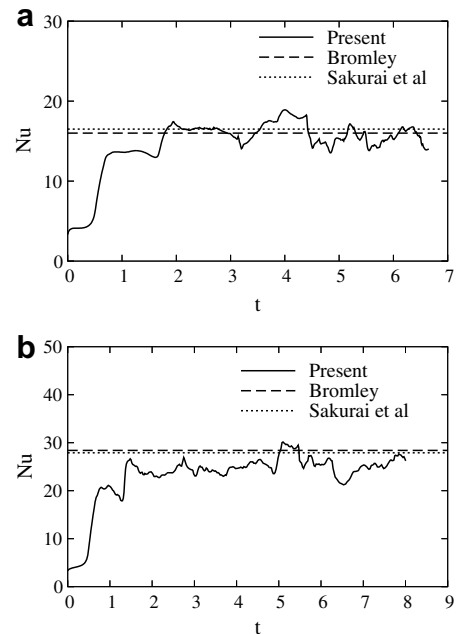 a
30
Present
Bromley
Sakurai et al
20
Nu
10
0
0 1 2 3 4 5 6 7
t
b
50
Present
40
Bromley
Sakurai et al
30
Nu
20
10
0
0 1 2 3 4 5 6 7 8 9
t